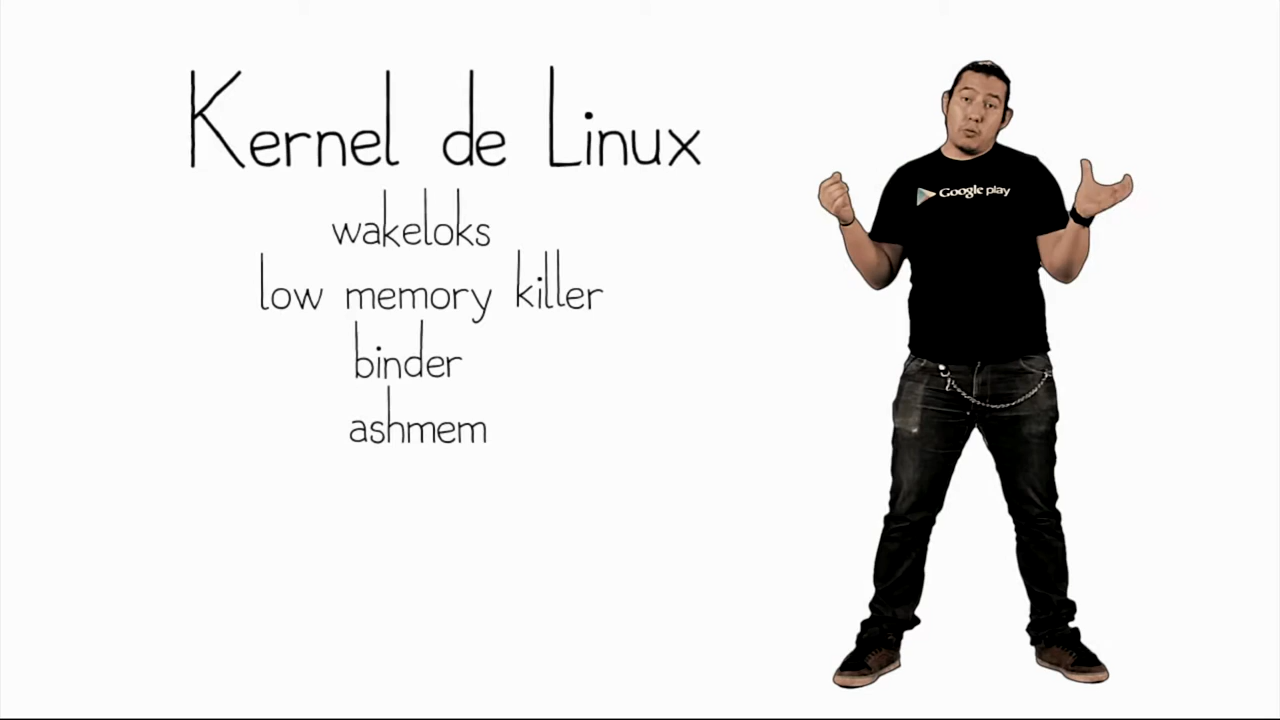 Kernel de Linux
wakeloks
low memory killer
binder
ashmem
Google play